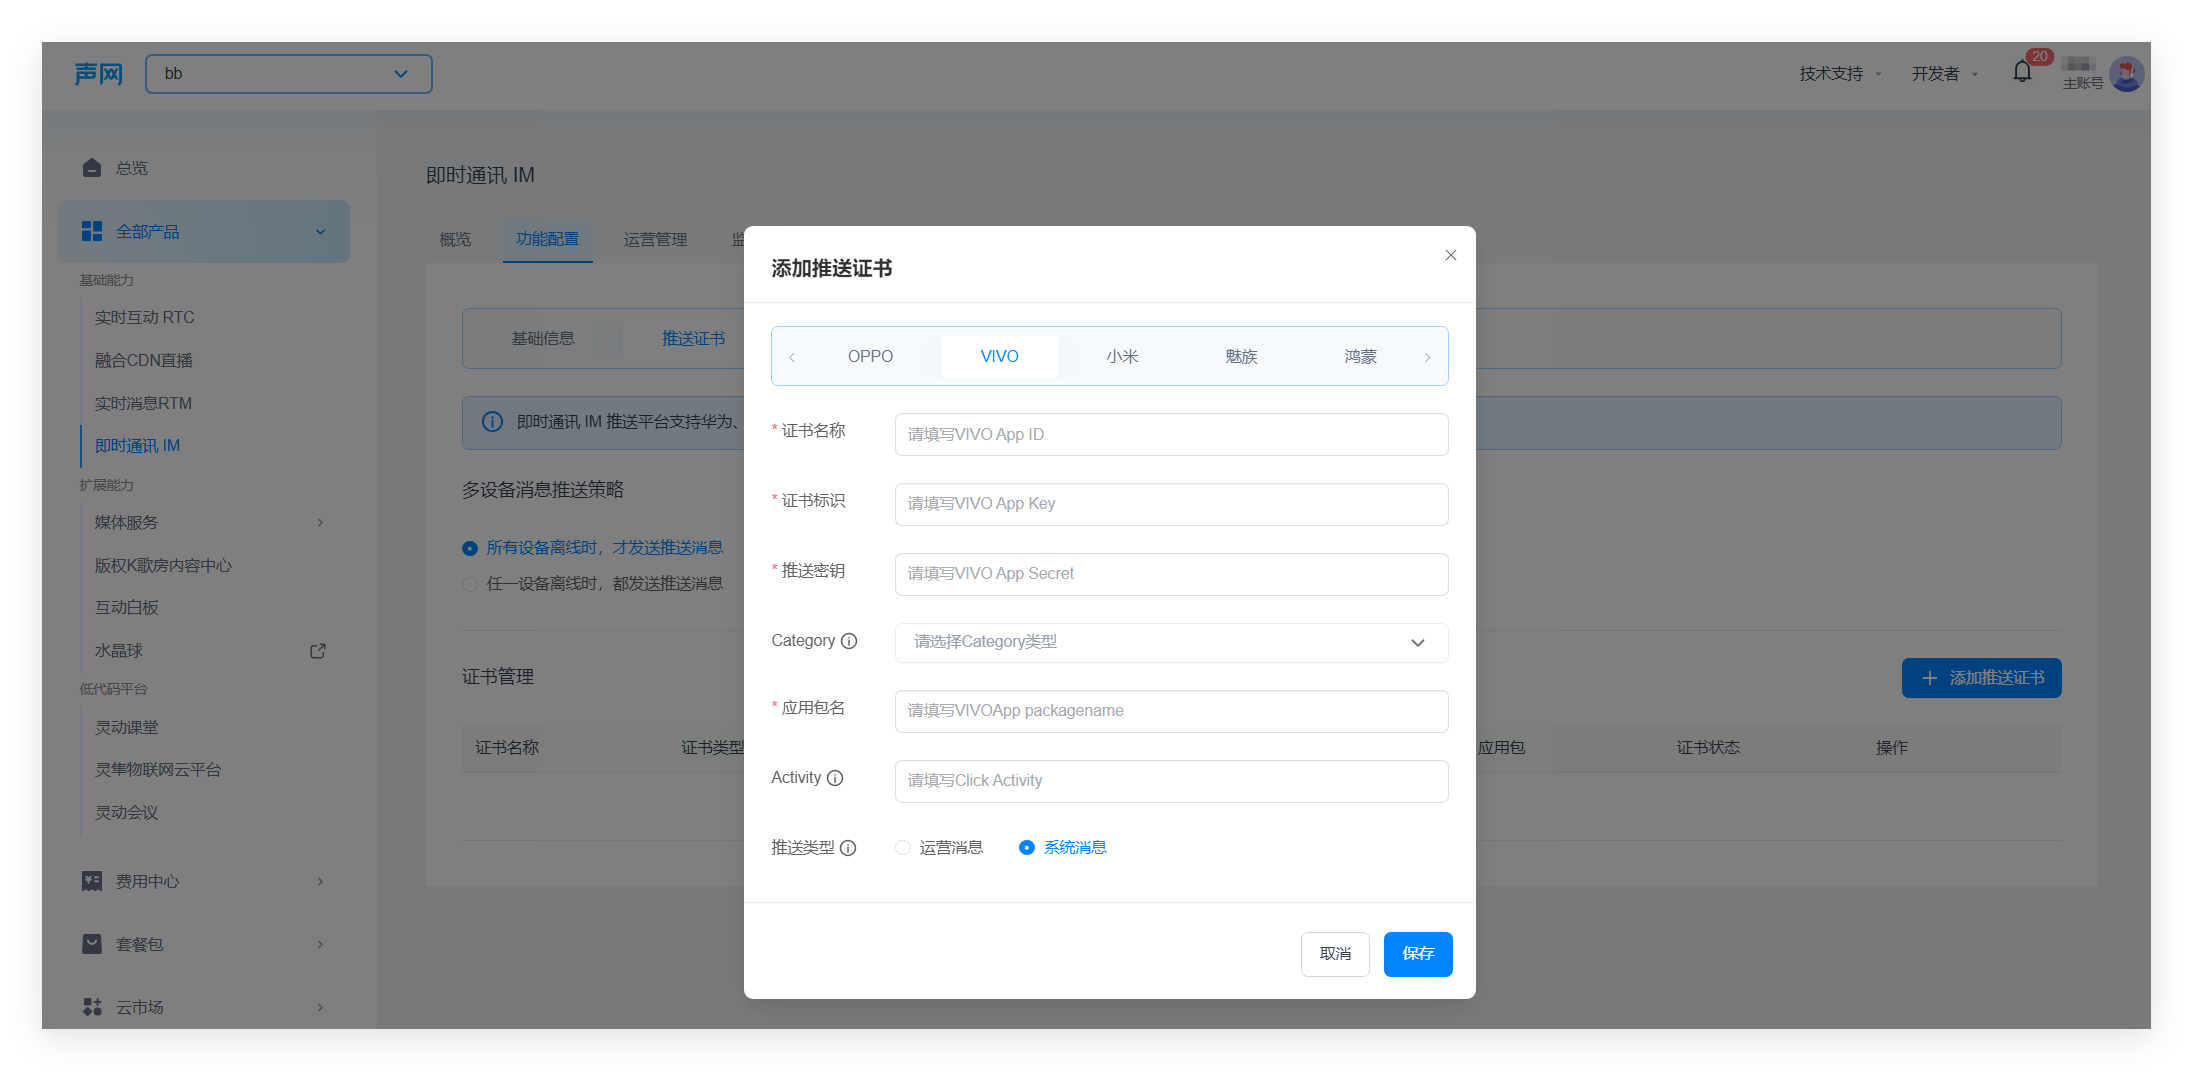 声网
bb
技术支持
开发者
20
主账号
总览
全部产品
基础能力
实时互动 RTC
融合CDN直播
实时消息RTM
即时通讯 IM
扩展能力
媒体服务
版权K歌房内容中心
互动白板
水晶球
低代码平台
灵动课堂
灵隼物联网云平台
灵动会议
费用中心
套餐包
云市场
即时通讯 IM
概览
功能配置
运营管理
监
基础信息
推送证书
即时通讯 IM 推送平台支持华为、
多设备消息推送策略
所有设备离线时，才发送推送消息
任一设备离线时，都发送推送消息
证书管理
添加推送证书
证书名称
证书类型
应用包
证书状态
操作
添加推送证书
OPPO
VIVO
小米
魅族
鸿蒙
* 证书名称
请填写VIVO App ID
* 证书标识
请填写VIVO App Key
* 推送密钥
请填写VIVO App Secret
Category
请选择Category类型
* 应用包名
请填写VIVOApp packagename
Activity
请填写Click Activity
推送类型
运营消息
系统消息
取消
保存